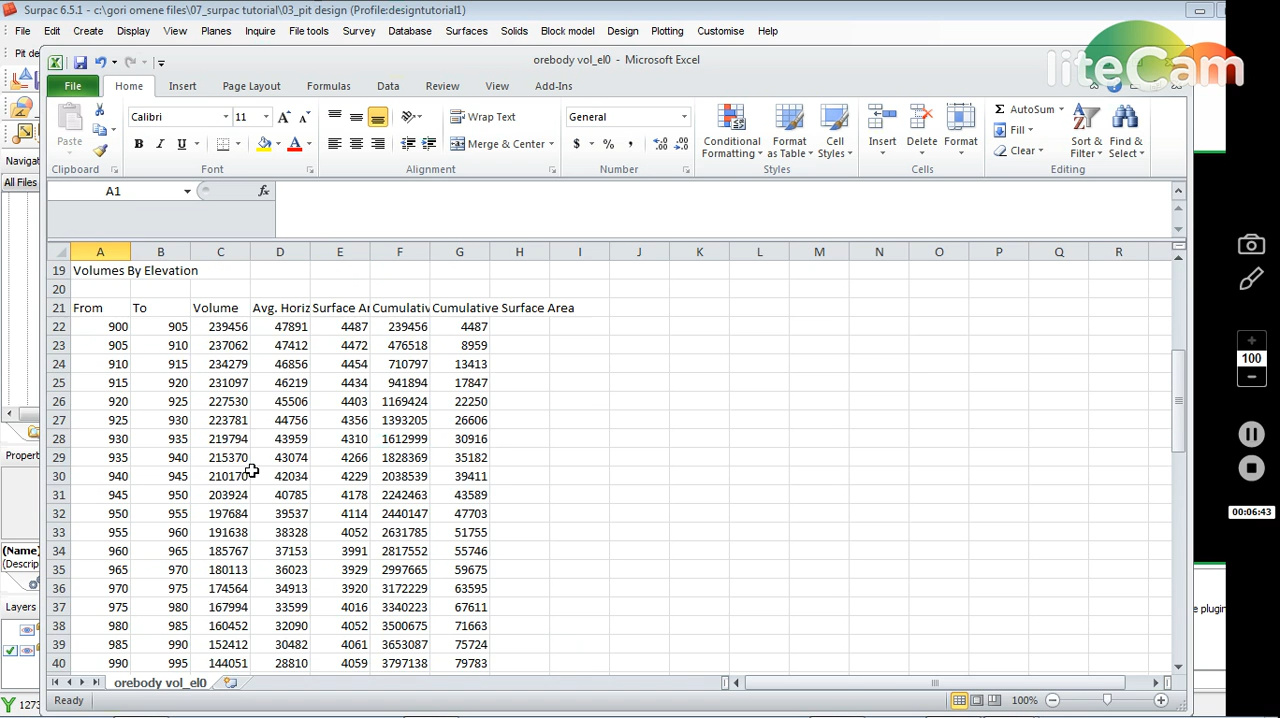 Surpac 6.5.1 - c:\gori omene files\07_surpac tutorial\03_pit design (Profile:designtutorial1)
File Edit Create Display View Planes Inquire File tools Survey Database Surfaces Solids Block model Design Plotting Customise Help
Pit de
orebody vol_el0 - Microsoft Excel
liteCam
File Home Insert Page Layout Formulas Data Review View Add-Ins
Calibri 11 Wrap Text General AutoSum
Paste Fill
B I U Merge & Center $ % , Conditional Formatting Format as Table Cell Styles Insert Delete Format Clear Sort & Filter Find & Select
Clipboard Font Alignment Number Styles Cells Editing
Navigat
All Files
A1 fx
A B C D E F G H I J K L M N O P Q R
19 Volumes By Elevation
20
21 From To Volume Avg. Horiz Surface Ar Cumulativ Cumulative Surface Area
22 900 905 239456 47891 4487 239456 4487
23 905 910 237062 47412 4472 476518 8959
24 910 915 234279 46856 4454 710797 13413
25 915 920 231097 46219 4434 941894 17847
26 920 925 227530 45506 4403 1169424 22250
27 925 930 223781 44756 4356 1393205 26606
28 930 935 219794 43959 4310 1612999 30916
29 935 940 215370 43074 4266 1828369 35182
30 940 945 210170 42034 4229 2038539 39411
31 945 950 203924 40785 4178 2242463 43589
32 950 955 197684 39537 4114 2440147 47703
33 955 960 191638 38328 4052 2631785 51755
34 960 965 185767 37153 3991 2817552 55746
35 965 970 180113 36023 3929 2997665 59675
36 970 975 174564 34913 3920 3172229 63595
37 975 980 167994 33599 4016 3340223 67611
38 980 985 160452 32090 4052 3500675 71663
39 985 990 152412 30482 4061 3653087 75724
40 990 995 144051 28810 4059 3797138 79783
Propert
(Name)
(Descrip
Layers
e plugin
100
00:06:43
orebody vol_el0
Ready 100%
1273